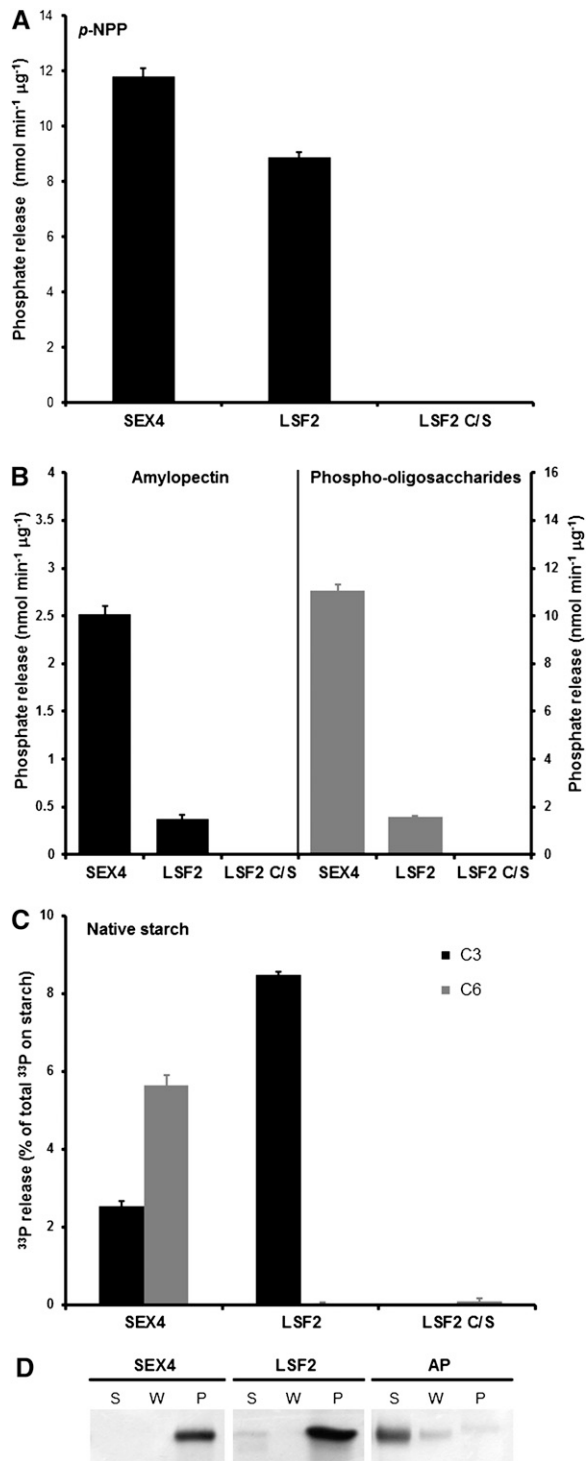 A
p-NPP
Phosphate release (nmol min⁻¹ μg⁻¹)
14
12
10
8
6
4
2
0
SEX4 LSF2 LSF2 C/S
B
Amylopectin Phospho-oligosaccharides
Phosphate release (nmol min⁻¹ μg⁻¹)
4
3.5
3
2.5
2
1.5
1
0.5
0
16
14
12
10
8
6
4
2
0
Phosphate release (nmol min⁻¹ μg⁻¹)
SEX4 LSF2 LSF2 C/S SEX4 LSF2 LSF2 C/S
C
Native starch
C3
C6
³³P release (% of total ³³P on starch)
10
8
6
4
2
0
SEX4 LSF2 LSF2 C/S
D
SEX4 LSF2 AP
S W P S W P S W P